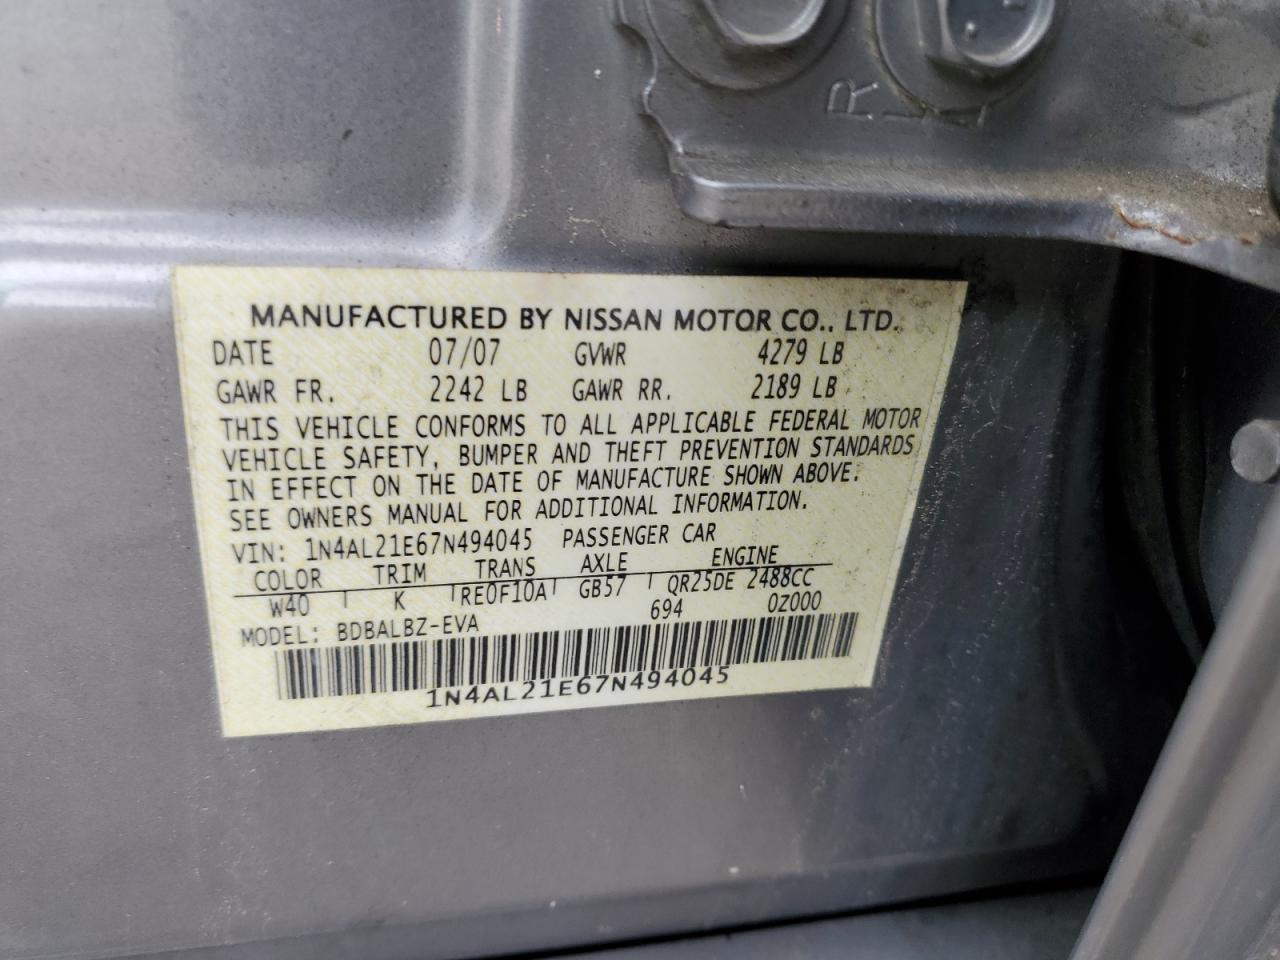 R
L L
MANUFACTURED BY NISSAN MOTOR CO., LTD.
DATE 07/07 GVWR 4279 LB
GAWR FR. 2242 LB GAWR RR. 2189 LB
THIS VEHICLE CONFORMS TO ALL APPLICABLE FEDERAL MOTOR
VEHICLE SAFETY, BUMPER AND THEFT PREVENTION STANDARDS
IN EFFECT ON THE DATE OF MANUFACTURE SHOWN ABOVE.
SEE OWNERS MANUAL FOR ADDITIONAL INFORMATION.
VIN: 1N4AL21E67N494045 PASSENGER CAR
COLOR TRIM TRANS AXLE ENGINE
W40 K RE0F10A GB57 QR25DE 2488CC
694 0Z000
MODEL: BDBALBZ-EVA
1N4AL21E67N494045